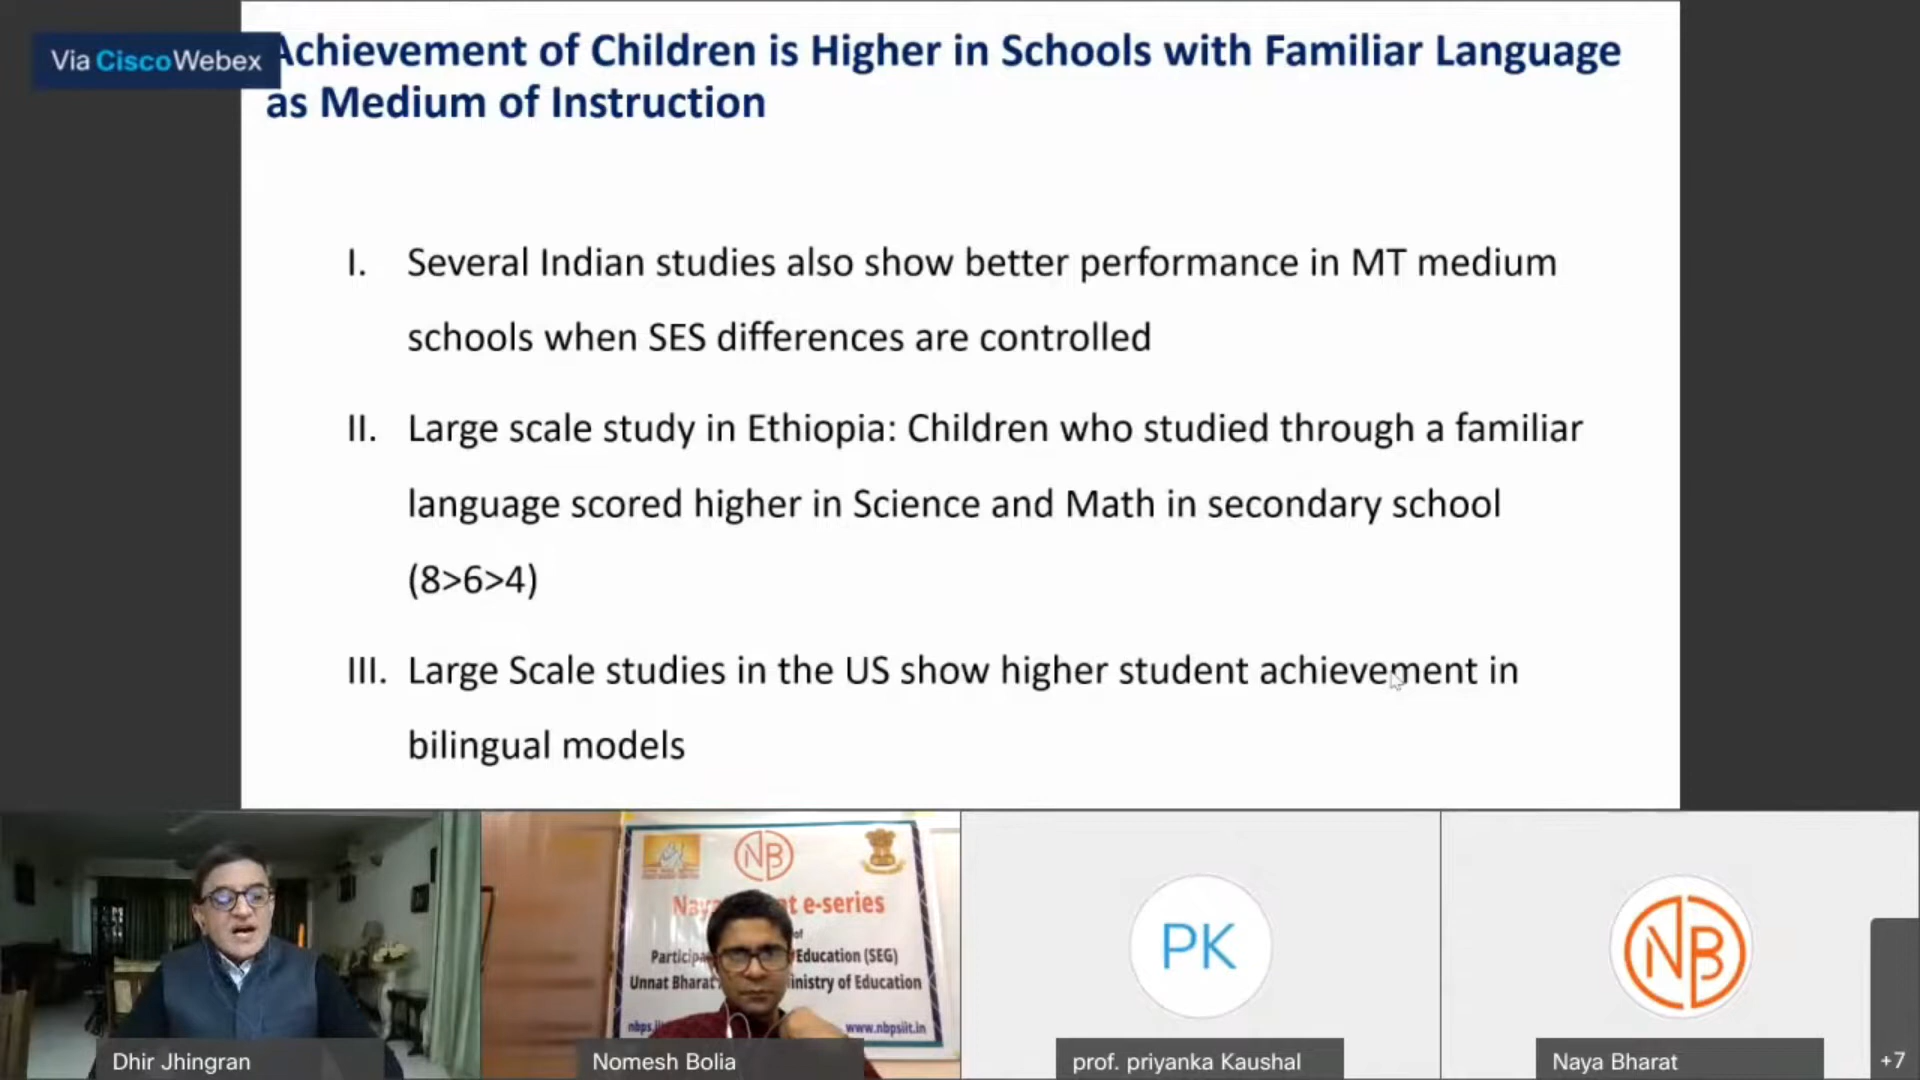 Via CiscoWebex
Achievement of Children is Higher in Schools with Familiar Language
as Medium of Instruction
I. Several Indian studies also show better performance in MT medium
schools when SES differences are controlled
II. Large scale study in Ethiopia: Children who studied through a familiar
language scored higher in Science and Math in secondary school
(8>6>4)
III. Large Scale studies in the US show higher student achievement in
bilingual models
NB
e-series
of
Education (SEG)
Unnat Bharat
Ministry of Education
www.nbpsiit.in
PK
NB
Dhir Jhingran
Nomesh Bolia
prof. priyanka Kaushal
Naya Bharat
+7